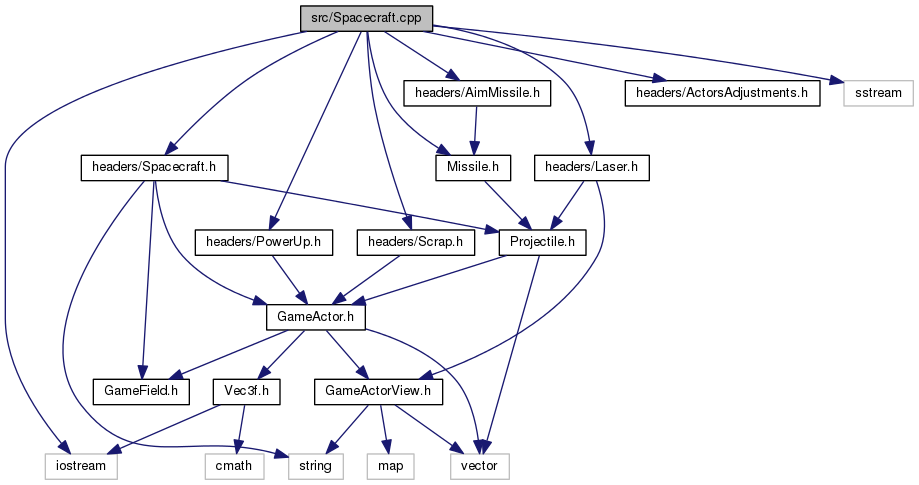 src/Spacecraft.cpp
headers/AimMissile.h
headers/ActorsAdjustments.h
sstream
headers/Spacecraft.h
Missile.h
headers/Laser.h
headers/PowerUp.h
headers/Scrap.h
Projectile.h
GameActor.h
GameField.h
Vec3f.h
GameActorView.h
iostream
cmath
string
map
vector